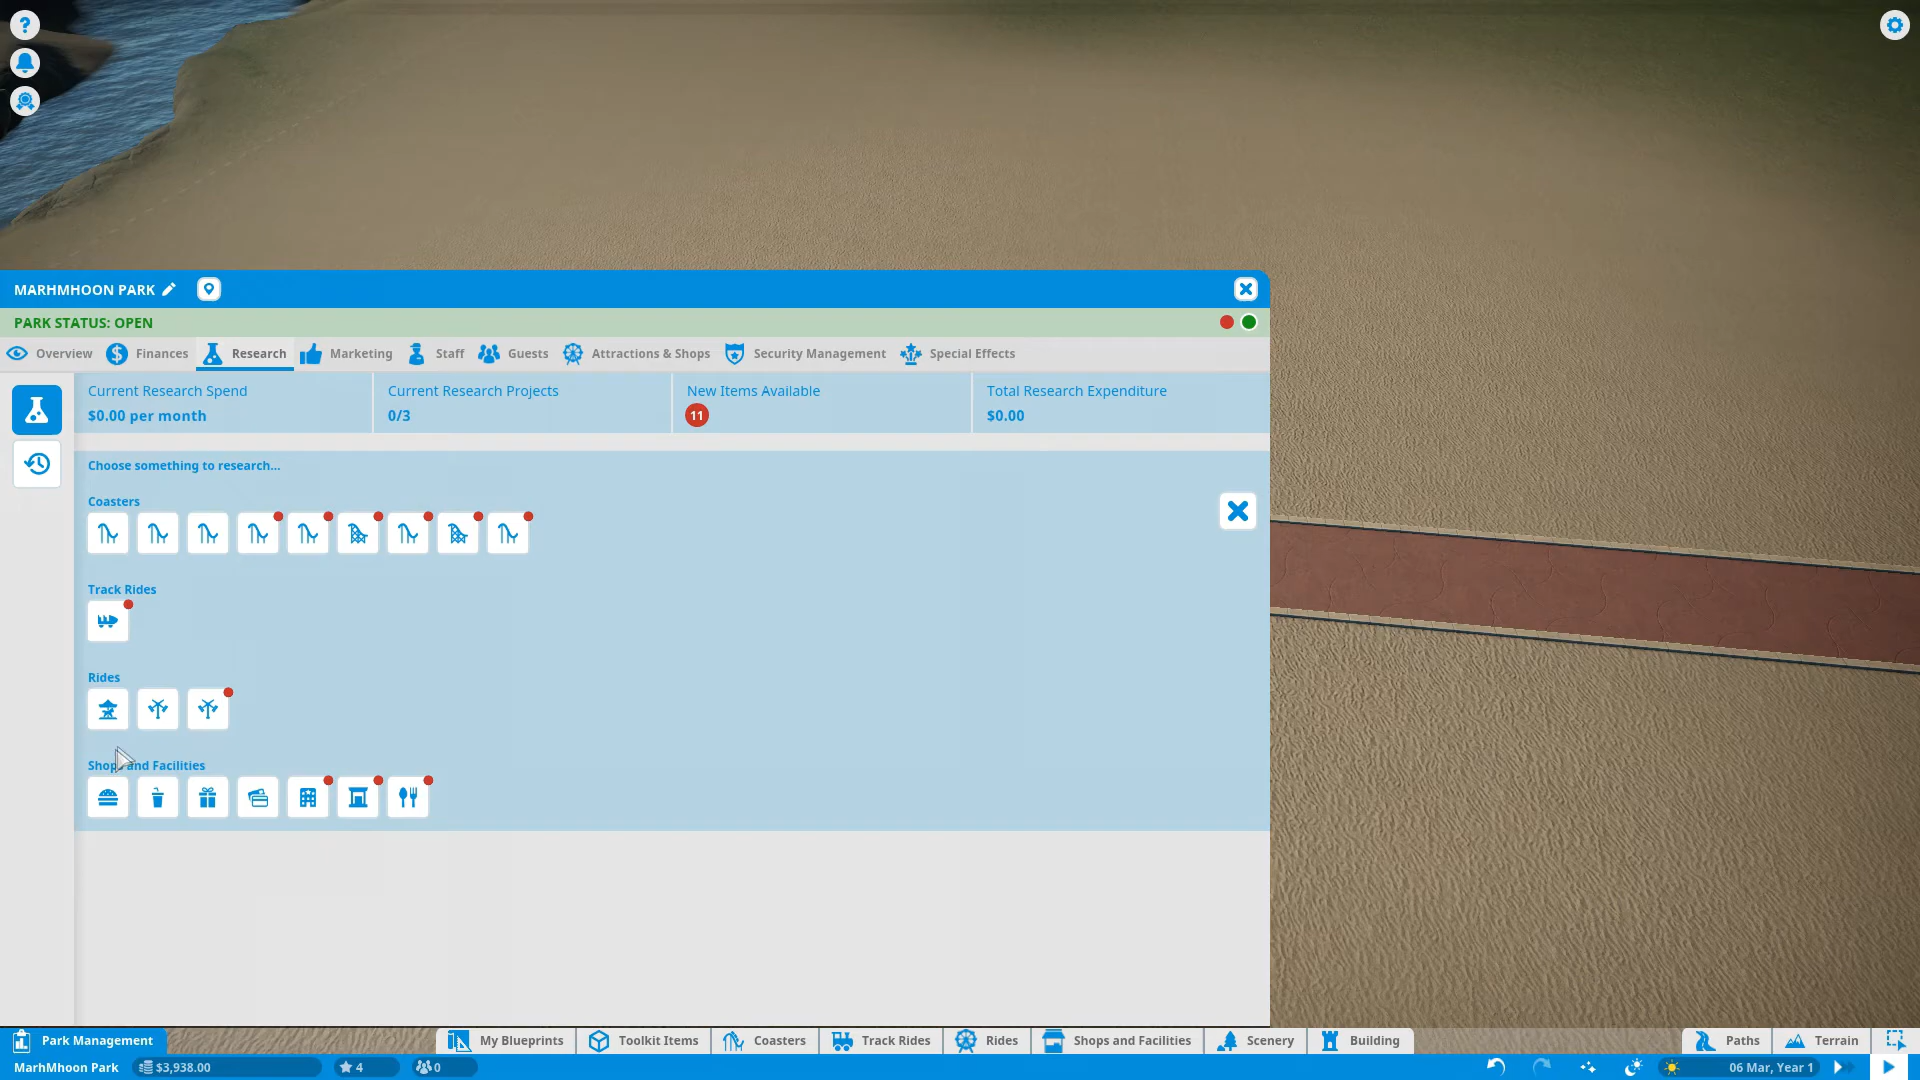 ?
MARHMHOON PARK
PARK STATUS: OPEN
Overview
Finances
Research
Marketing
Staff
Guests
Attractions & Shops
Security Management
Special Effects
Current Research Spend
$0.00 per month
Current Research Projects
0/3
New Items Available
11
Total Research Expenditure
$0.00
Choose something to research...
Coasters
Track Rides
Rides
Shops and Facilities
Park Management
My Blueprints
Toolkit Items
Coasters
Track Rides
Rides
Shops and Facilities
Scenery
Building
Paths
Terrain
MarHMhoon Park
$3,938.00
4
0
06 Mar, Year 1